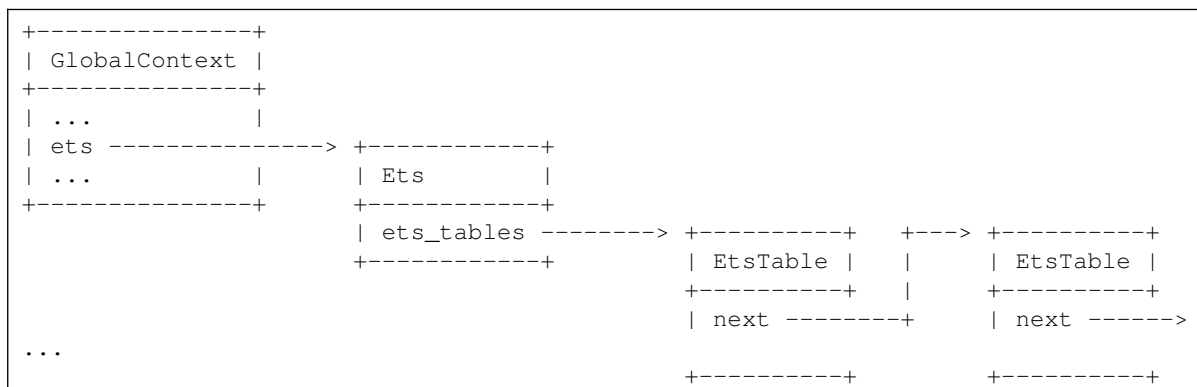 +---------------+
| GlobalContext |
+---------------+
| ...           |
| ets ---------------> +------------+
| ...           |      | Ets        |
+---------------+      +------------+
                       | ets_tables --------> +----------+   +---> +----------+
                       +------------+         | EtsTable |   |     | EtsTable |
                                              +----------+   |     +----------+
                                              | next --------+     | next ------>
...
                                              +----------+         +----------+